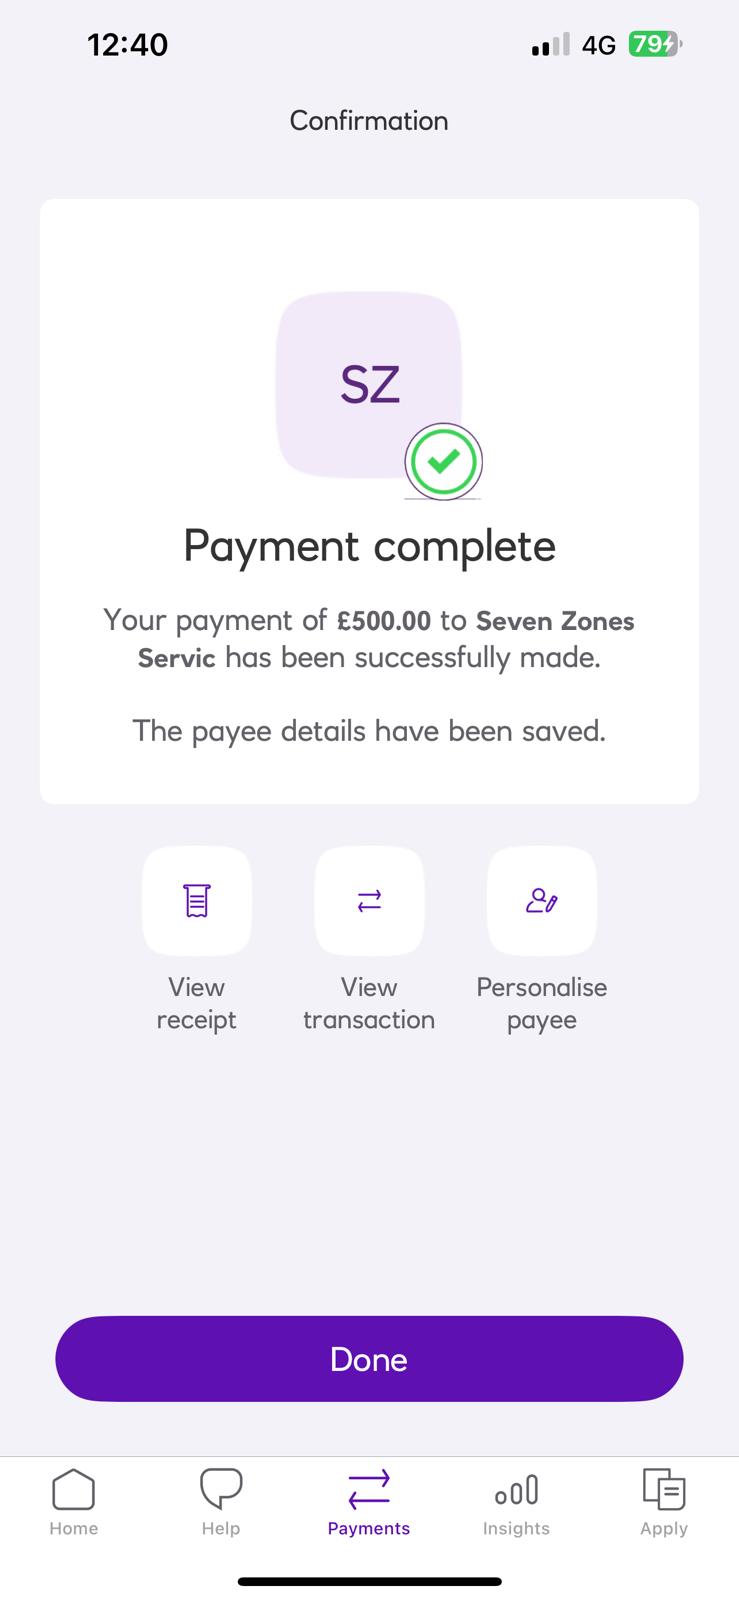 12:40
4G
79
Confirmation
SZ
Payment complete
Your payment of £500.00 to Seven Zones
Servic has been successfully made.
The payee details have been saved.
View
receipt
View
transaction
Personalise
payee
Done
Home
Help
Payments
Insights
Apply